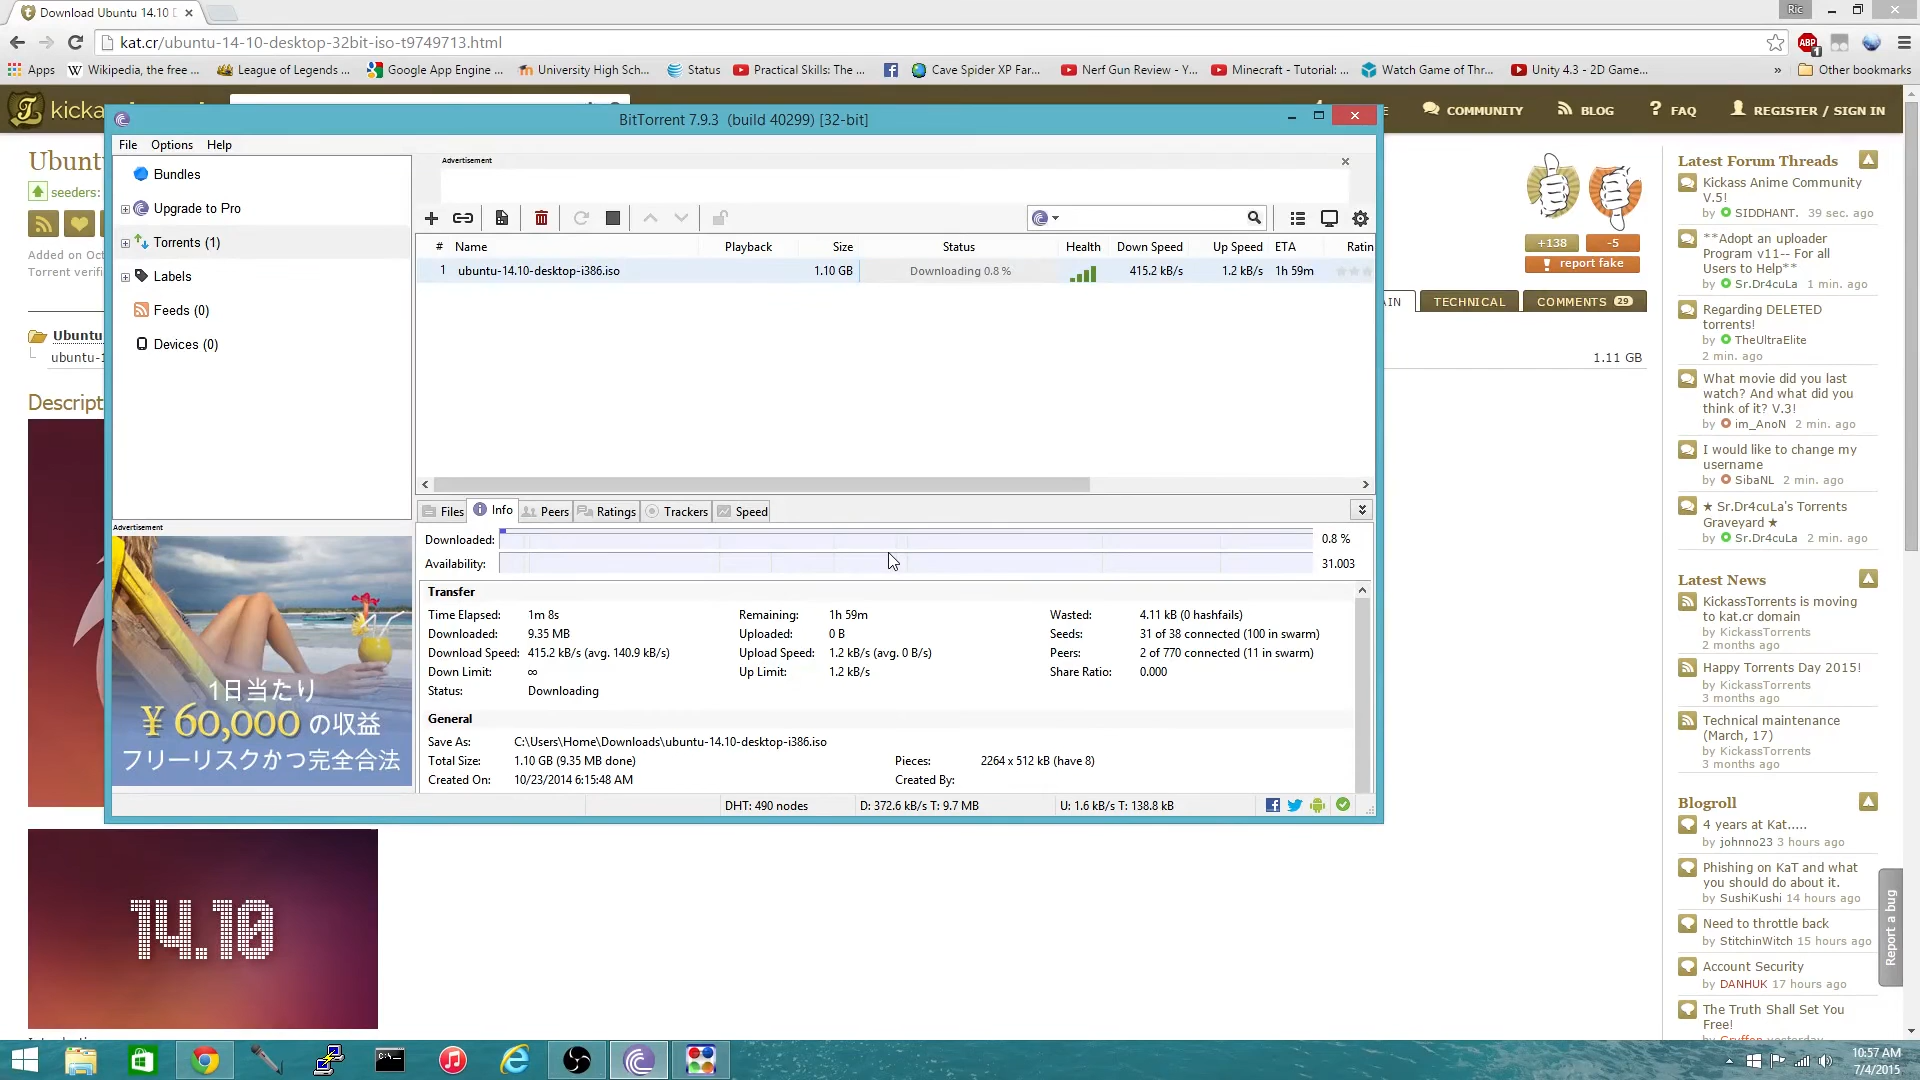 Download Ubuntu 14.10 D
Ric
kat.cr/ubuntu-14-10-desktop-32bit-iso-t9749713.html
ABP
1
Apps
Wikipedia, the free ...
League of Legends ...
Google App Engine ...
University High Sch...
Status
Practical Skills: The ...
Cave Spider XP Far...
Nerf Gun Review - Y...
Minecraft - Tutorial: ...
Watch Game of Thr...
Unity 4.3 - 2D Game...
»
Other bookmarks
kicka
COMMUNITY
BLOG
FAQ
REGISTER / SIGN IN
Ubunt
seeders:
Added on Oct
Torrent verifi
Ubuntu
ubuntu-1
Descript
BitTorrent 7.9.3 (build 40299) [32-bit]
File
Options
Help
Bundles
Upgrade to Pro
Torrents (1)
Labels
Feeds (0)
Devices (0)
Advertisement
# Name Playback Size Status Health Down Speed Up Speed ETA Ratin
1 ubuntu-14.10-desktop-i386.iso 1.10 GB Downloading 0.8 % 415.2 kB/s 1.2 kB/s 1h 59m
Files
Info
Peers
Ratings
Trackers
Speed
Downloaded: 0.8 %
Availability: 31.003
Transfer
Time Elapsed: 1m 8s Remaining: 1h 59m Wasted: 4.11 kB (0 hashfails)
Downloaded: 9.35 MB Uploaded: 0 B Seeds: 31 of 38 connected (100 in swarm)
Download Speed: 415.2 kB/s (avg. 140.9 kB/s) Upload Speed: 1.2 kB/s (avg. 0 B/s) Peers: 2 of 770 connected (11 in swarm)
Down Limit: ∞ Up Limit: 1.2 kB/s Share Ratio: 0.000
Status: Downloading
General
Save As: C:\Users\Home\Downloads\ubuntu-14.10-desktop-i386.iso
Total Size: 1.10 GB (9.35 MB done) Pieces: 2264 x 512 kB (have 8)
Created On: 10/23/2014 6:15:48 AM Created By:
DHT: 490 nodes D: 372.6 kB/s T: 9.7 MB U: 1.6 kB/s T: 138.8 kB
Advertisement
1日当たり
¥ 60,000 の収益
フリーリスクかつ完全合法
14.10
+138
-5
report fake
AIN
TECHNICAL
COMMENTS 29
1.11 GB
Latest Forum Threads
Kickass Anime Community
V.5!
by SIDDHANT. 39 sec. ago
**Adopt an uploader
Program v11-- For all
Users to Help**
by Sr.Dr4cuLa 1 min. ago
Regarding DELETED
torrents!
by TheUltraElite
2 min. ago
What movie did you last
watch? And what did you
think of it? V.3!
by im_AnoN 2 min. ago
I would like to change my
username
by SibaNL 2 min. ago
★ Sr.Dr4cuLa's Torrents
Graveyard ★
by Sr.Dr4cuLa 2 min. ago
Latest News
KickassTorrents is moving
to kat.cr domain
by KickassTorrents
2 months ago
Happy Torrents Day 2015!
by KickassTorrents
3 months ago
Technical maintenance
(March, 17)
by KickassTorrents
3 months ago
Blogroll
4 years at Kat.....
by johnno23 3 hours ago
Phishing on KaT and what
you should do about it.
by SushiKushi 14 hours ago
Need to throttle back
by StitchinWitch 15 hours ago
Account Security
by DANHUK 17 hours ago
The Truth Shall Set You
Free!
by Gryffon yesterday
Report a bug
10:57 AM
7/4/2015